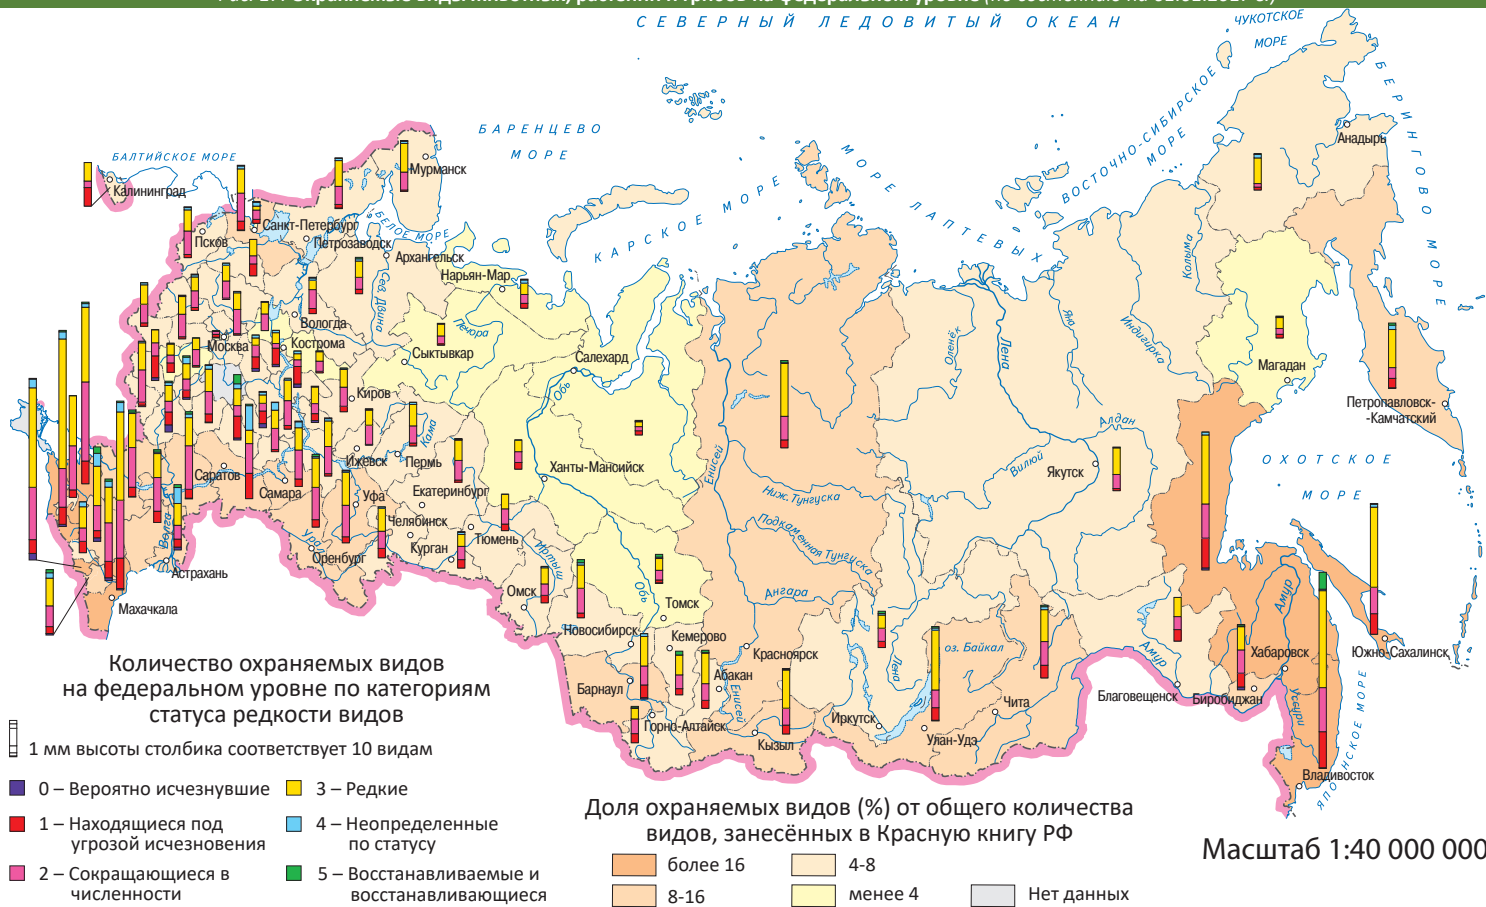 СЕВЕРНЫЙ ЛЕДОВИТЫЙ ОКЕАН
ЧУКОТСКОЕ
МОРЕ
БЕРИНГОВО МОРЕ
БАРЕНЦЕВО
МОРЕ
БАЛТИЙСКОЕ МОРЕ
КАРСКОЕ МОРЕ
МОРЕ ЛАПТЕВЫХ
ВОСТОЧНО-СИБИРСКОЕ
МОРЕ
БЕЛОЕ МОРЕ
ОХОТСКОЕ
МОРЕ
ЯПОНСКОЕ МОРЕ
Анадырь
Мурманск
Калининград
Санкт-Петербург
Псков
Петрозаводск
Архангельск
Нарьян-Мар
Сев. Двина
Печора
Вологда
Москва
Кострома
Сыктывкар
Салехард
Обь
Киров
Кама
Ижевск
Пермь
Ханты-Мансийск
Екатеринбург
Саратов
Самара
Уфа
Челябинск
Волга
Урал
Оренбург
Курган
Тюмень
Иртыш
Астрахань
Махачкала
Омск
Обь
Томск
Новосибирск
Кемерово
Барнаул
Абакан
Красноярск
Горно-Алтайск
Енисей
Кызыл
Енисей
Ниж. Тунгуска
Подкаменная Тунгуска
Ангара
Иркутск
Лена
оз. Байкал
Улан-Удэ
Чита
Оленёк
Лена
Яна
Индигирка
Колыма
Алдан
Вилюй
Якутск
Магадан
Петропавловск-
-Камчатский
Амур
Амур
Благовещенск
Биробиджан
Хабаровск
Уссури
Южно-Сахалинск
Владивосток
Количество охраняемых видов
на федеральном уровне по категориям
статуса редкости видов
1 мм высоты столбика соответствует 10 видам
0 – Вероятно исчезнувшие
1 – Находящиеся под
угрозой исчезновения
2 – Сокращающиеся в
численности
3 – Редкие
4 – Неопределенные
по статусу
5 – Восстанавливаемые и
восстанавливающиеся
Доля охраняемых видов (%) от общего количества
видов, занесённых в Красную книгу РФ
более 16
8-16
4-8
менее 4
Нет данных
Масштаб 1:40 000 000